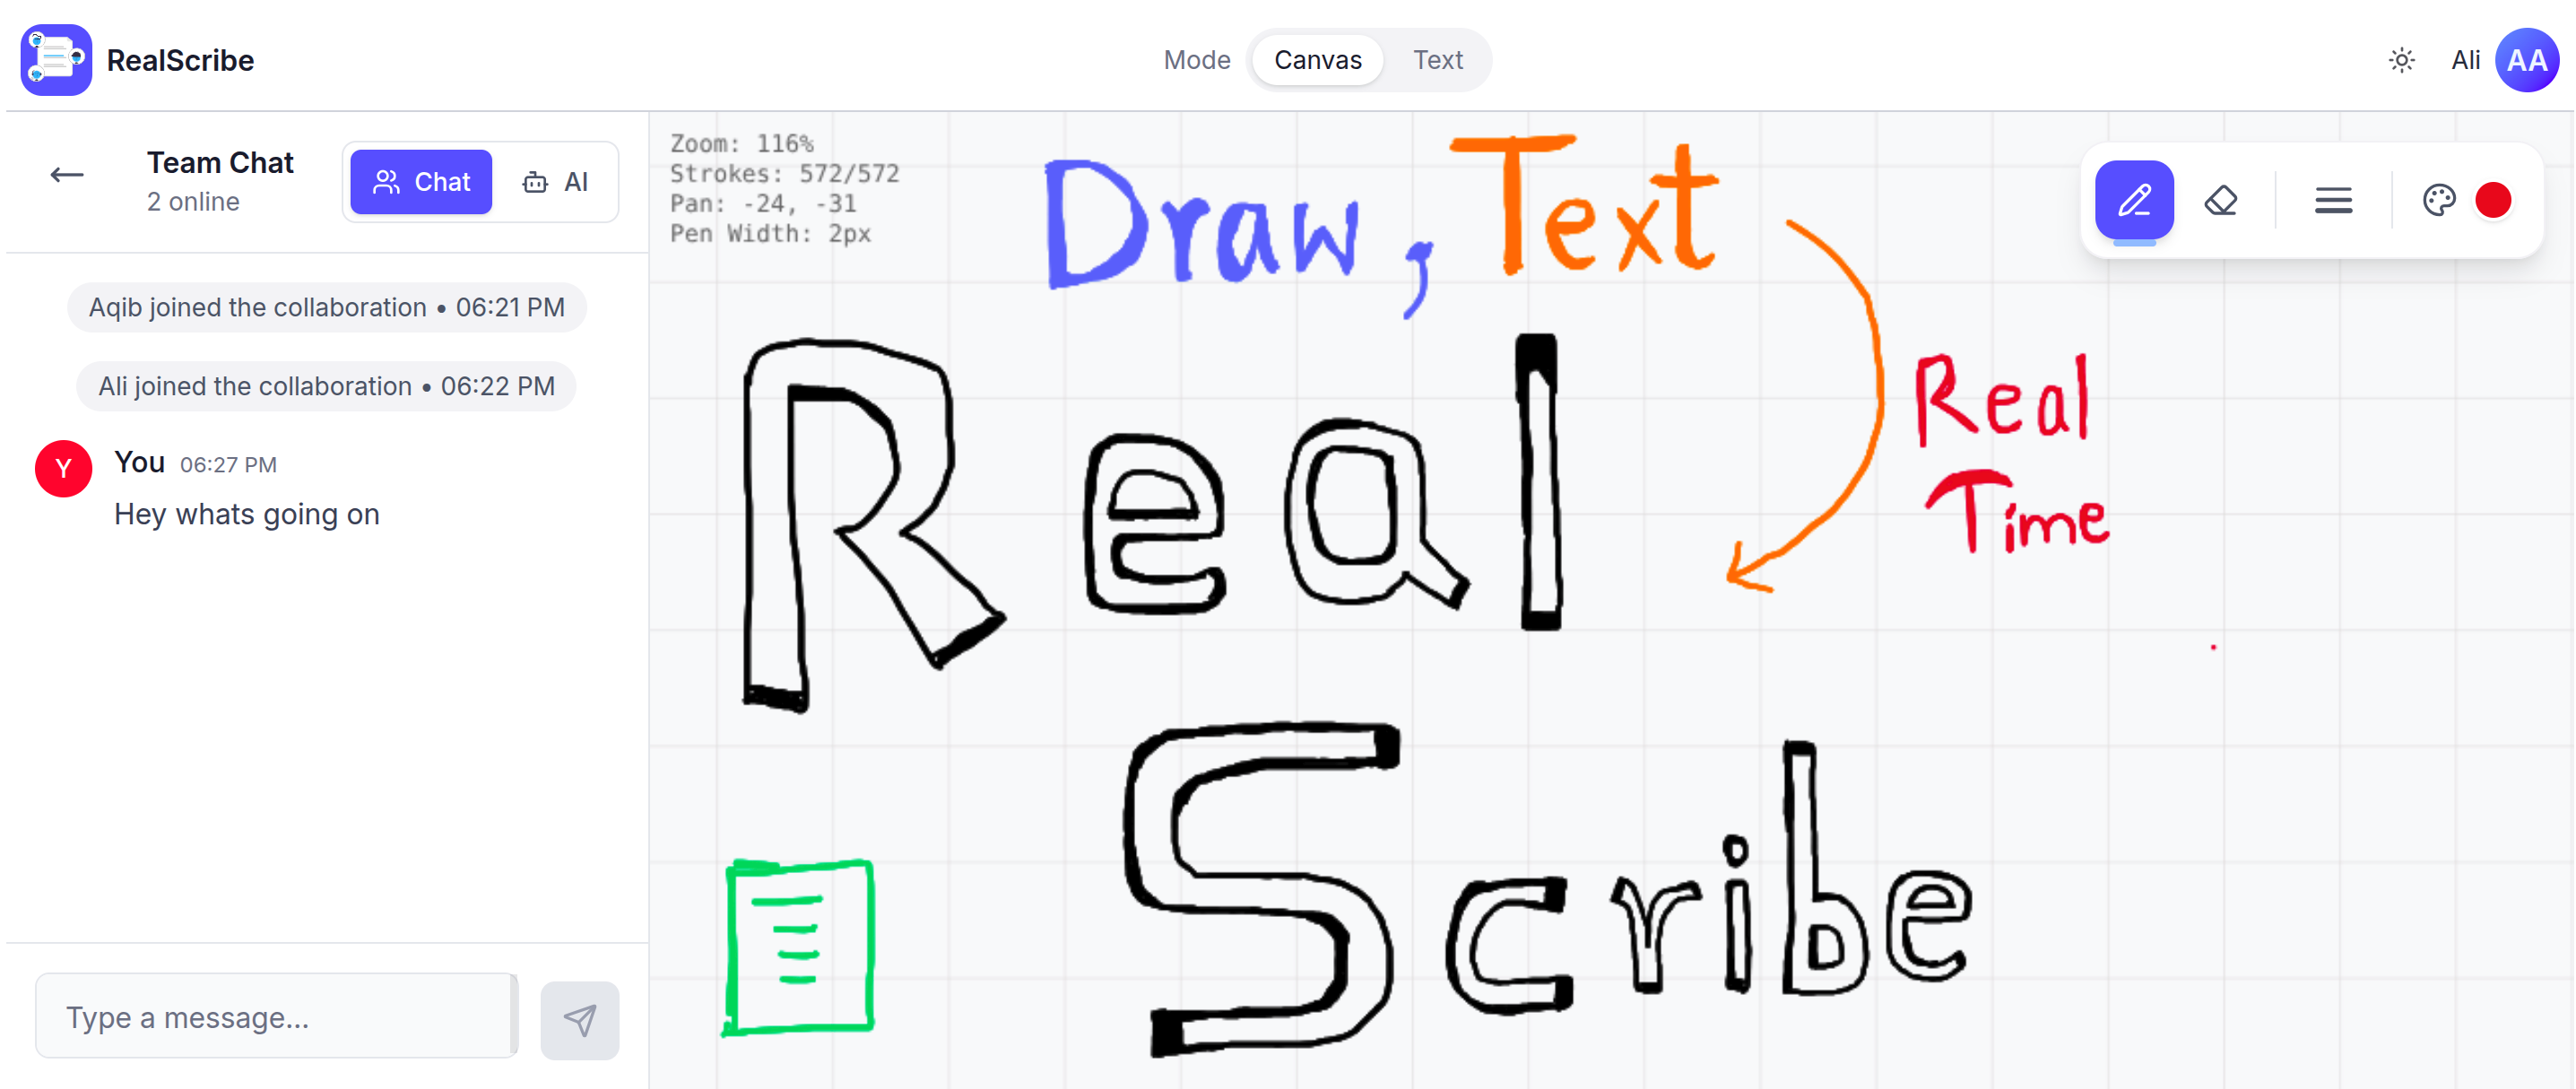 RealScribe
Mode Canvas Text
Ali AA
Team Chat
2 online
Chat AI
Aqib joined the collaboration • 06:21 PM
Ali joined the collaboration • 06:22 PM
Y You 06:27 PM
Hey whats going on
Type a message...
Zoom: 116%
Strokes: 572/572
Pan: -24, -31
Pen Width: 2px
Draw, Text
Real
Time
Real
Scribe